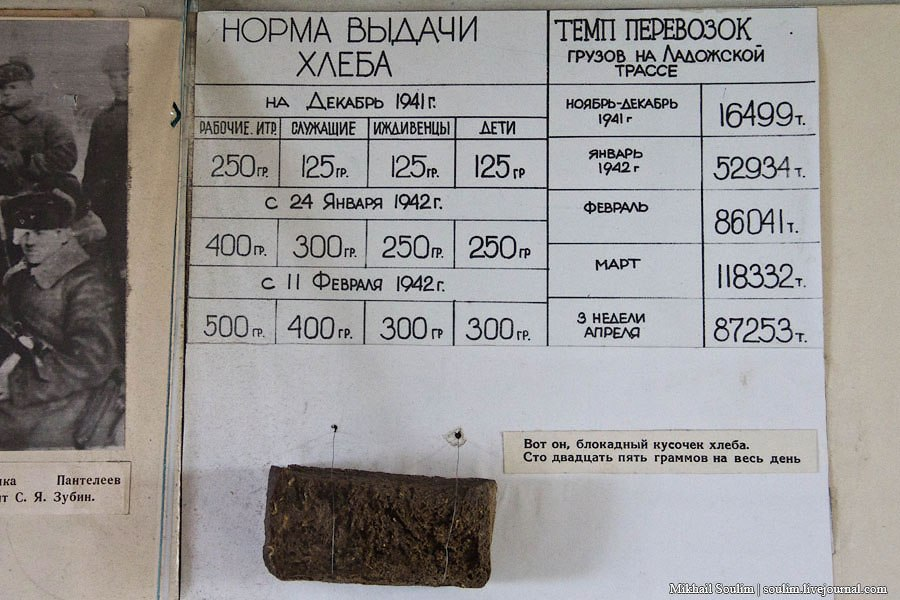 НОРМА ВЫДАЧИ
ХЛЕБА
НА ДЕКАБРЬ 1941 Г.
РАБОЧИЕ. ИТР. СЛУЖАЩИЕ ИЖДИВЕНЦЫ ДЕТИ
250 ГР. 125 ГР. 125 ГР. 125 ГР
С 24 ЯНВАРЯ 1942 Г.
400 ГР. 300 ГР. 250 ГР. 250 ГР
С 11 ФЕВРАЛЯ 1942 Г.
500 ГР. 400 ГР. 300 ГР 300 ГР.
ТЕМП ПЕРЕВОЗОК
ГРУЗОВ НА ЛАДОЖСКОЙ
ТРАССЕ
НОЯБРЬ-ДЕКАБРЬ
1941 г 16499 т.
ЯНВАРЬ
1942 г 52934 т.
ФЕВРАЛЬ 86041 т.
МАРТ 118332 т.
3 НЕДЕЛИ
АПРЕЛЯ 87253 т.
Вот он, блокадный кусочек хлеба.
Сто двадцать пять граммов на весь день
Пантелеев
С. Я. Зубин.
Mikhail Soulim | soulim.livejournal.com